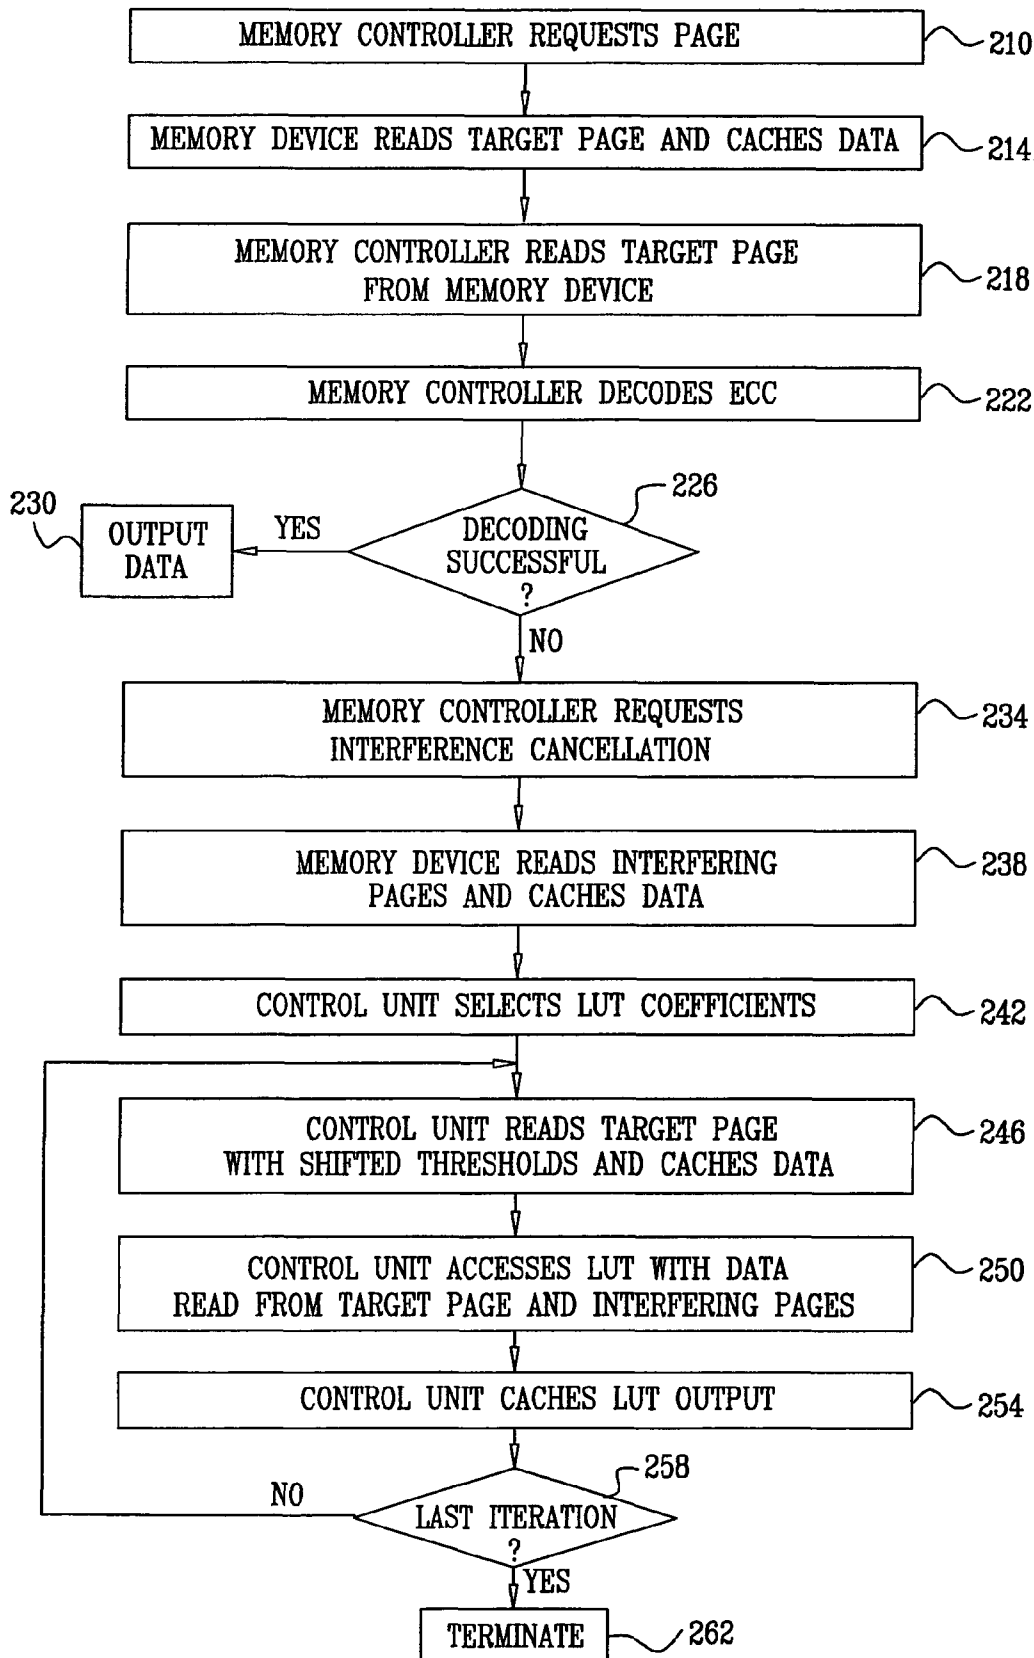 MEMORY CONTROLLER REQUESTS PAGE
210
MEMORY DEVICE READS TARGET PAGE AND CACHES DATA
214
MEMORY CONTROLLER READS TARGET PAGE
FROM MEMORY DEVICE
218
MEMORY CONTROLLER DECODES ECC
222
226
230
DECODING
SUCCESSFUL
?
YES
OUTPUT
DATA
NO
MEMORY CONTROLLER REQUESTS
INTERFERENCE CANCELLATION
234
MEMORY DEVICE READS INTERFERING
PAGES AND CACHES DATA
238
CONTROL UNIT SELECTS LUT COEFFICIENTS
242
CONTROL UNIT READS TARGET PAGE
WITH SHIFTED THRESHOLDS AND CACHES DATA
246
CONTROL UNIT ACCESSES LUT WITH DATA
READ FROM TARGET PAGE AND INTERFERING PAGES
250
CONTROL UNIT CACHES LUT OUTPUT
254
258
NO
LAST ITERATION
?
YES
TERMINATE
262